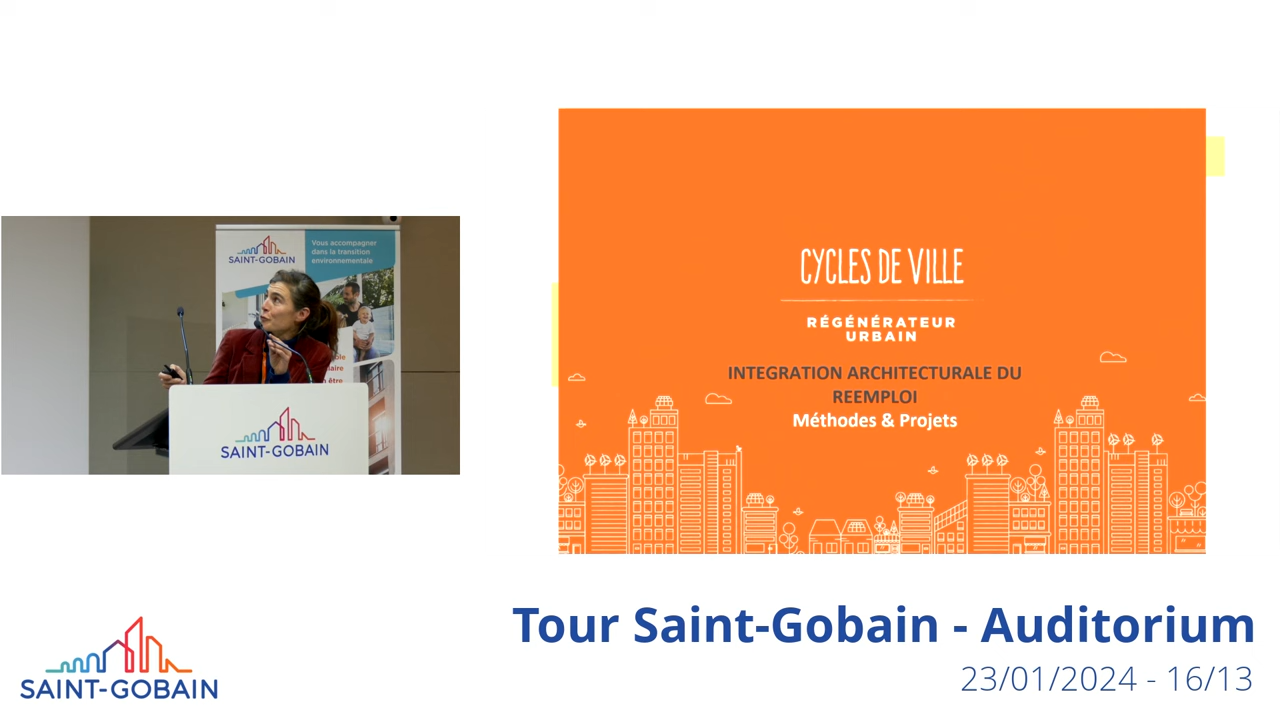 SAINT-GOBAIN
Vous accompagner
dans la transition
environnementale
SAINT-GOBAIN
CYCLES DE VILLE
RÉGÉNÉRATEUR
URBAIN
INTEGRATION ARCHITECTURALE DU
REEMPLOI
Méthodes & Projets
Tour Saint-Gobain - Auditorium
23/01/2024 - 16/13
SAINT-GOBAIN